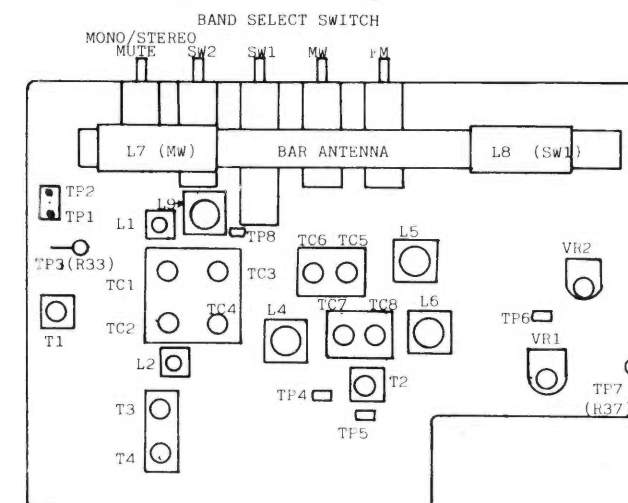 BAND SELECT SWITCH
MONO/STEREO
MUTE SW2 SW1 MW FM
L7 (MW) BAR ANTENNA L8 (SW1)
TP2
TP1
L9
L1
TP8
TC6 TC5
L5
VR2
TP3(R33)
TC1
TC3
TC2
TC4
L4
TC7 TC8
L6
TP6
T1
VR1
L2
T2
TP7
(R37)
T3
TP4
TP5
T4